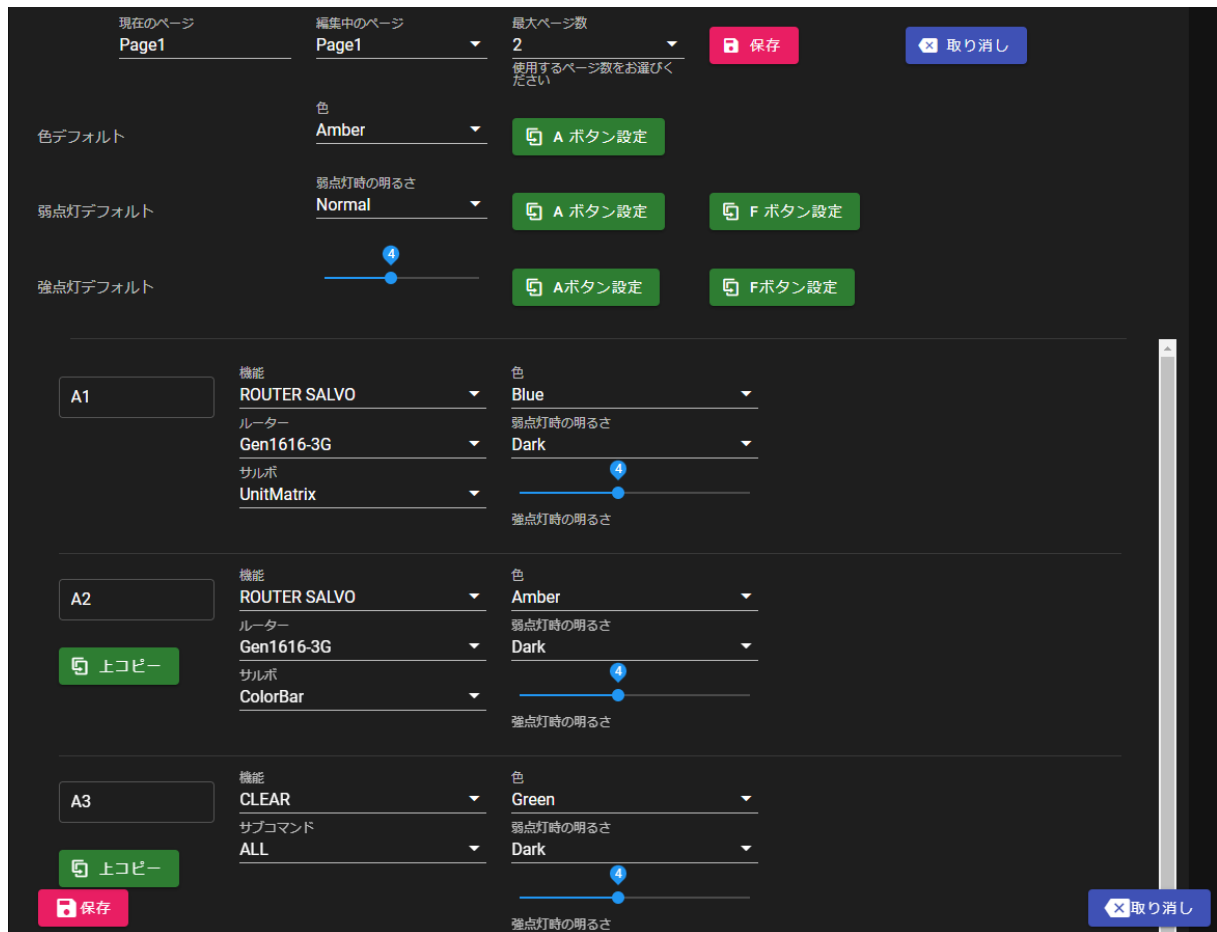 現在のページ
編集中のページ
最大ページ数
Page1
Page1
2
保存
取り消し
使用するページ数をお選びく
ださい
色
色デフォルト
Amber
A ボタン設定
弱点灯時の明るさ
弱点灯デフォルト
Normal
A ボタン設定
F ボタン設定
4
強点灯デフォルト
Aボタン設定
Fボタン設定
A1
機能
ROUTER SALVO
ルーター
Gen1616-3G
サルボ
UnitMatrix
色
Blue
弱点灯時の明るさ
Dark
4
強点灯時の明るさ
A2
上コピー
機能
ROUTER SALVO
ルーター
Gen1616-3G
サルボ
ColorBar
色
Amber
弱点灯時の明るさ
Dark
4
強点灯時の明るさ
A3
上コピー
機能
CLEAR
サブコマンド
ALL
色
Green
弱点灯時の明るさ
Dark
4
強点灯時の明るさ
保存
取り消し